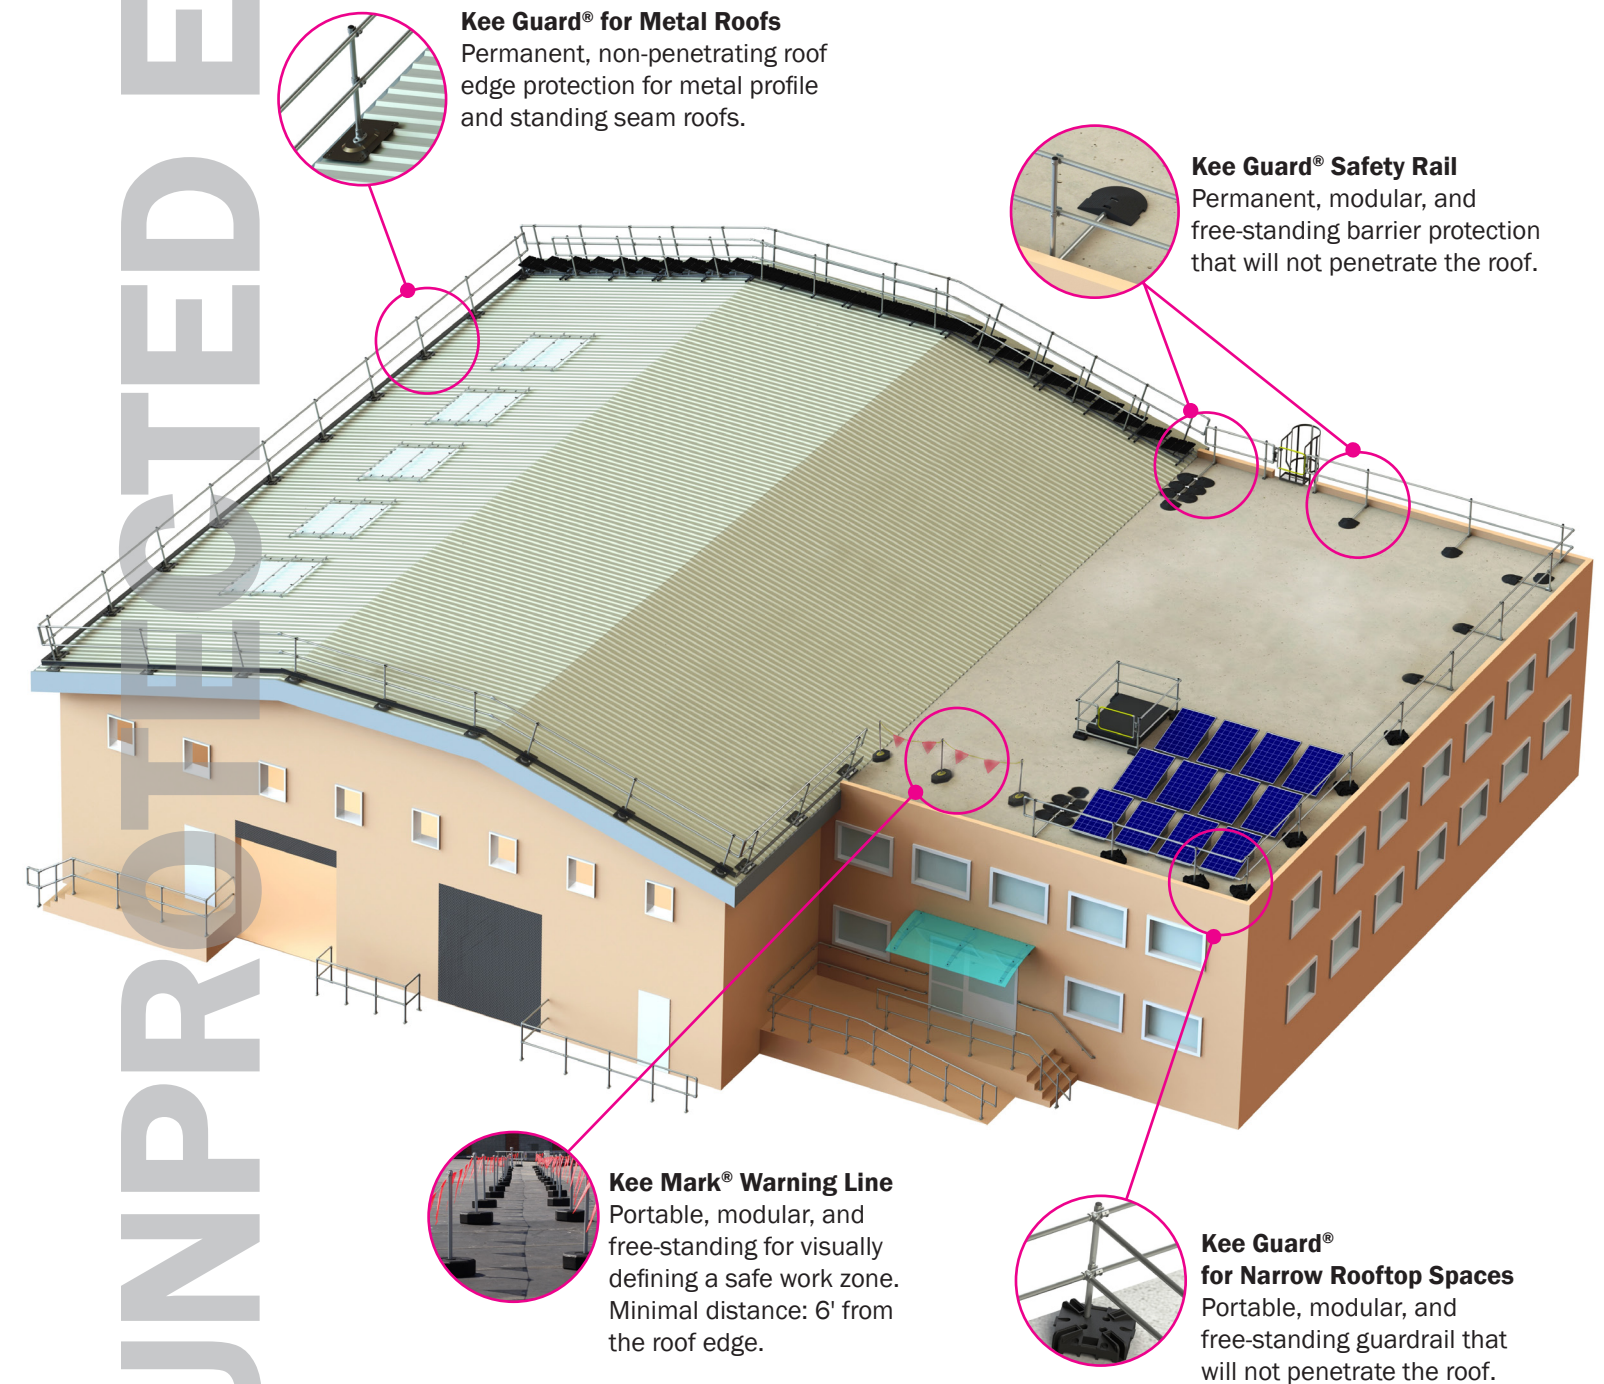 Kee Guard® for Metal Roofs
Permanent, non-penetrating roof
edge protection for metal profile
and standing seam roofs.
Kee Guard® Safety Rail
Permanent, modular, and
free-standing barrier protection
that will not penetrate the roof.
UNPROTECTED E
Kee Mark® Warning Line
Portable, modular, and
free-standing for visually
defining a safe work zone.
Minimal distance: 6' from
the roof edge.
Kee Guard®
for Narrow Rooftop Spaces
Portable, modular, and
free-standing guardrail that
will not penetrate the roof.